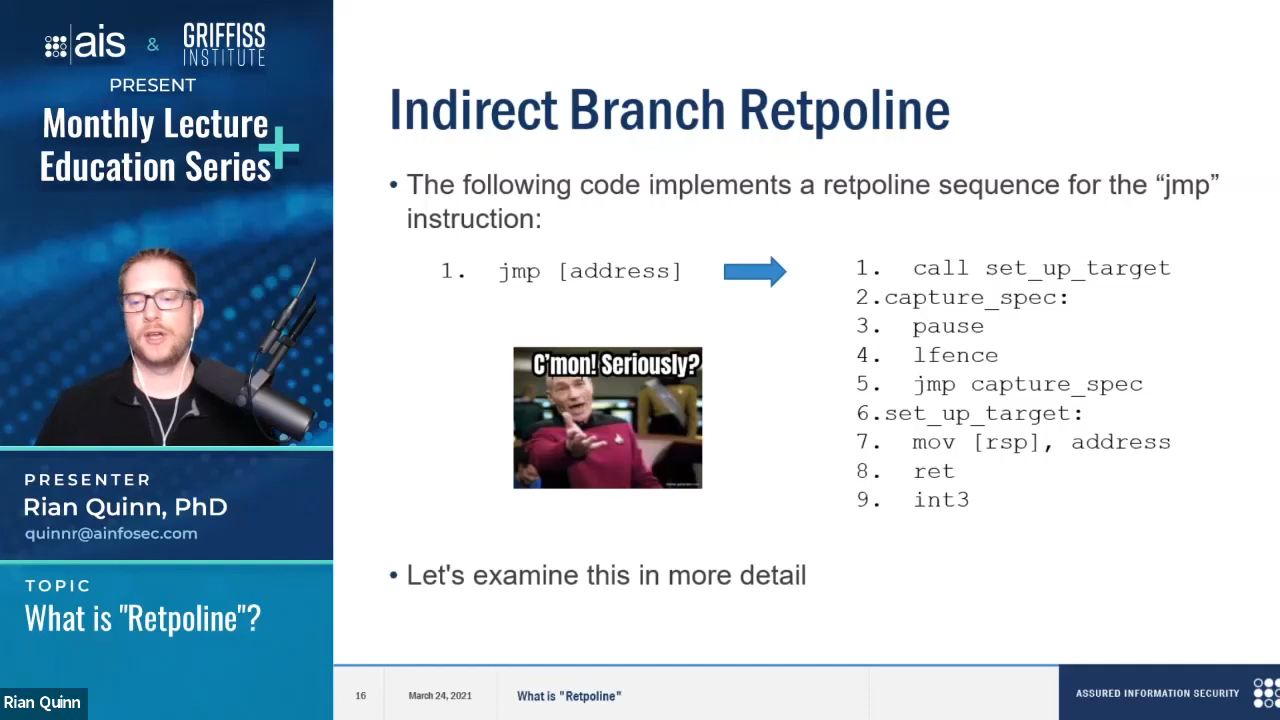 ais & GRIFFISS
INSTITUTE
PRESENT
Monthly Lecture
Education Series
PRESENTER
Rian Quinn, PhD
quinnr@ainfosec.com
TOPIC
What is "Retpoline"?
Rian Quinn
Indirect Branch Retpoline
• The following code implements a retpoline sequence for the “jmp”
instruction:
1. jmp [address]
C'mon! Seriously?
1. call set_up_target
2.capture_spec:
3. pause
4. lfence
5. jmp capture_spec
6.set_up_target:
7. mov [rsp], address
8. ret
9. int3
• Let's examine this in more detail
16 March 24, 2021 What is "Retpoline" ASSURED INFORMATION SECURITY